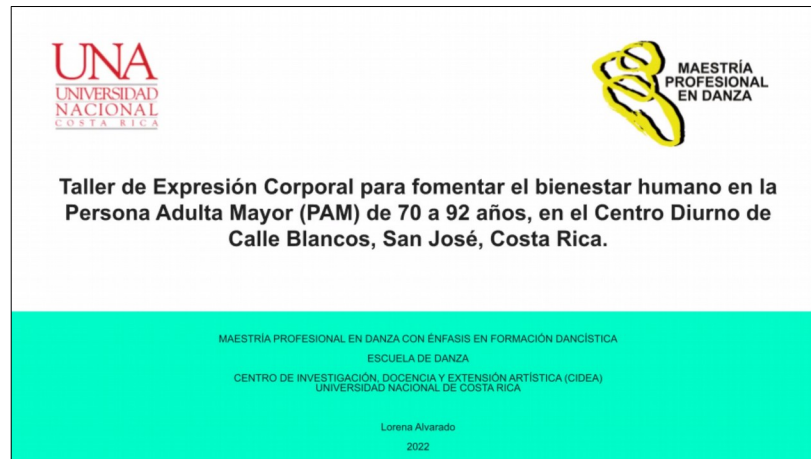 UNA
UNIVERSIDAD
NACIONAL
COSTA RICA
MAESTRÍA
PROFESIONAL
EN DANZA
Taller de Expresión Corporal para fomentar el bienestar humano en la
Persona Adulta Mayor (PAM) de 70 a 92 años, en el Centro Diurno de
Calle Blancos, San José, Costa Rica.
MAESTRÍA PROFESIONAL EN DANZA CON ÉNFASIS EN FORMACIÓN DANCÍSTICA
ESCUELA DE DANZA
CENTRO DE INVESTIGACIÓN, DOCENCIA Y EXTENSIÓN ARTÍSTICA (CIDEA)
UNIVERSIDAD NACIONAL DE COSTA RICA
Lorena Alvarado
2022